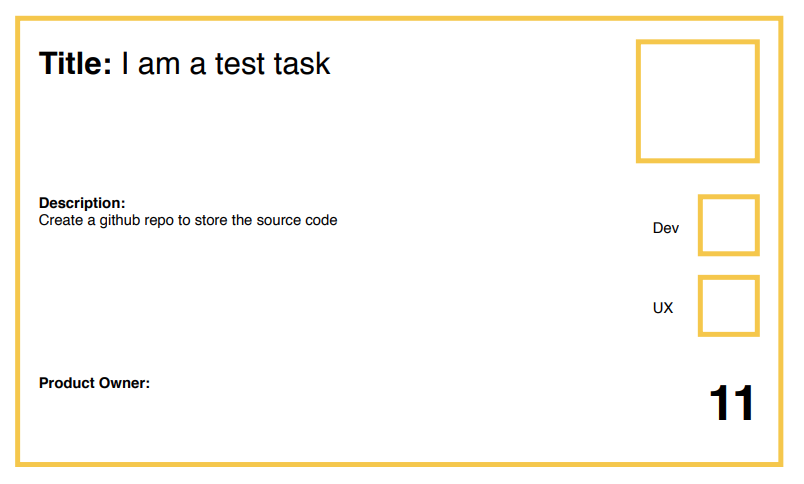 Title: I am a test task
Description:
Create a github repo to store the source code
Dev
UX
Product Owner:
11